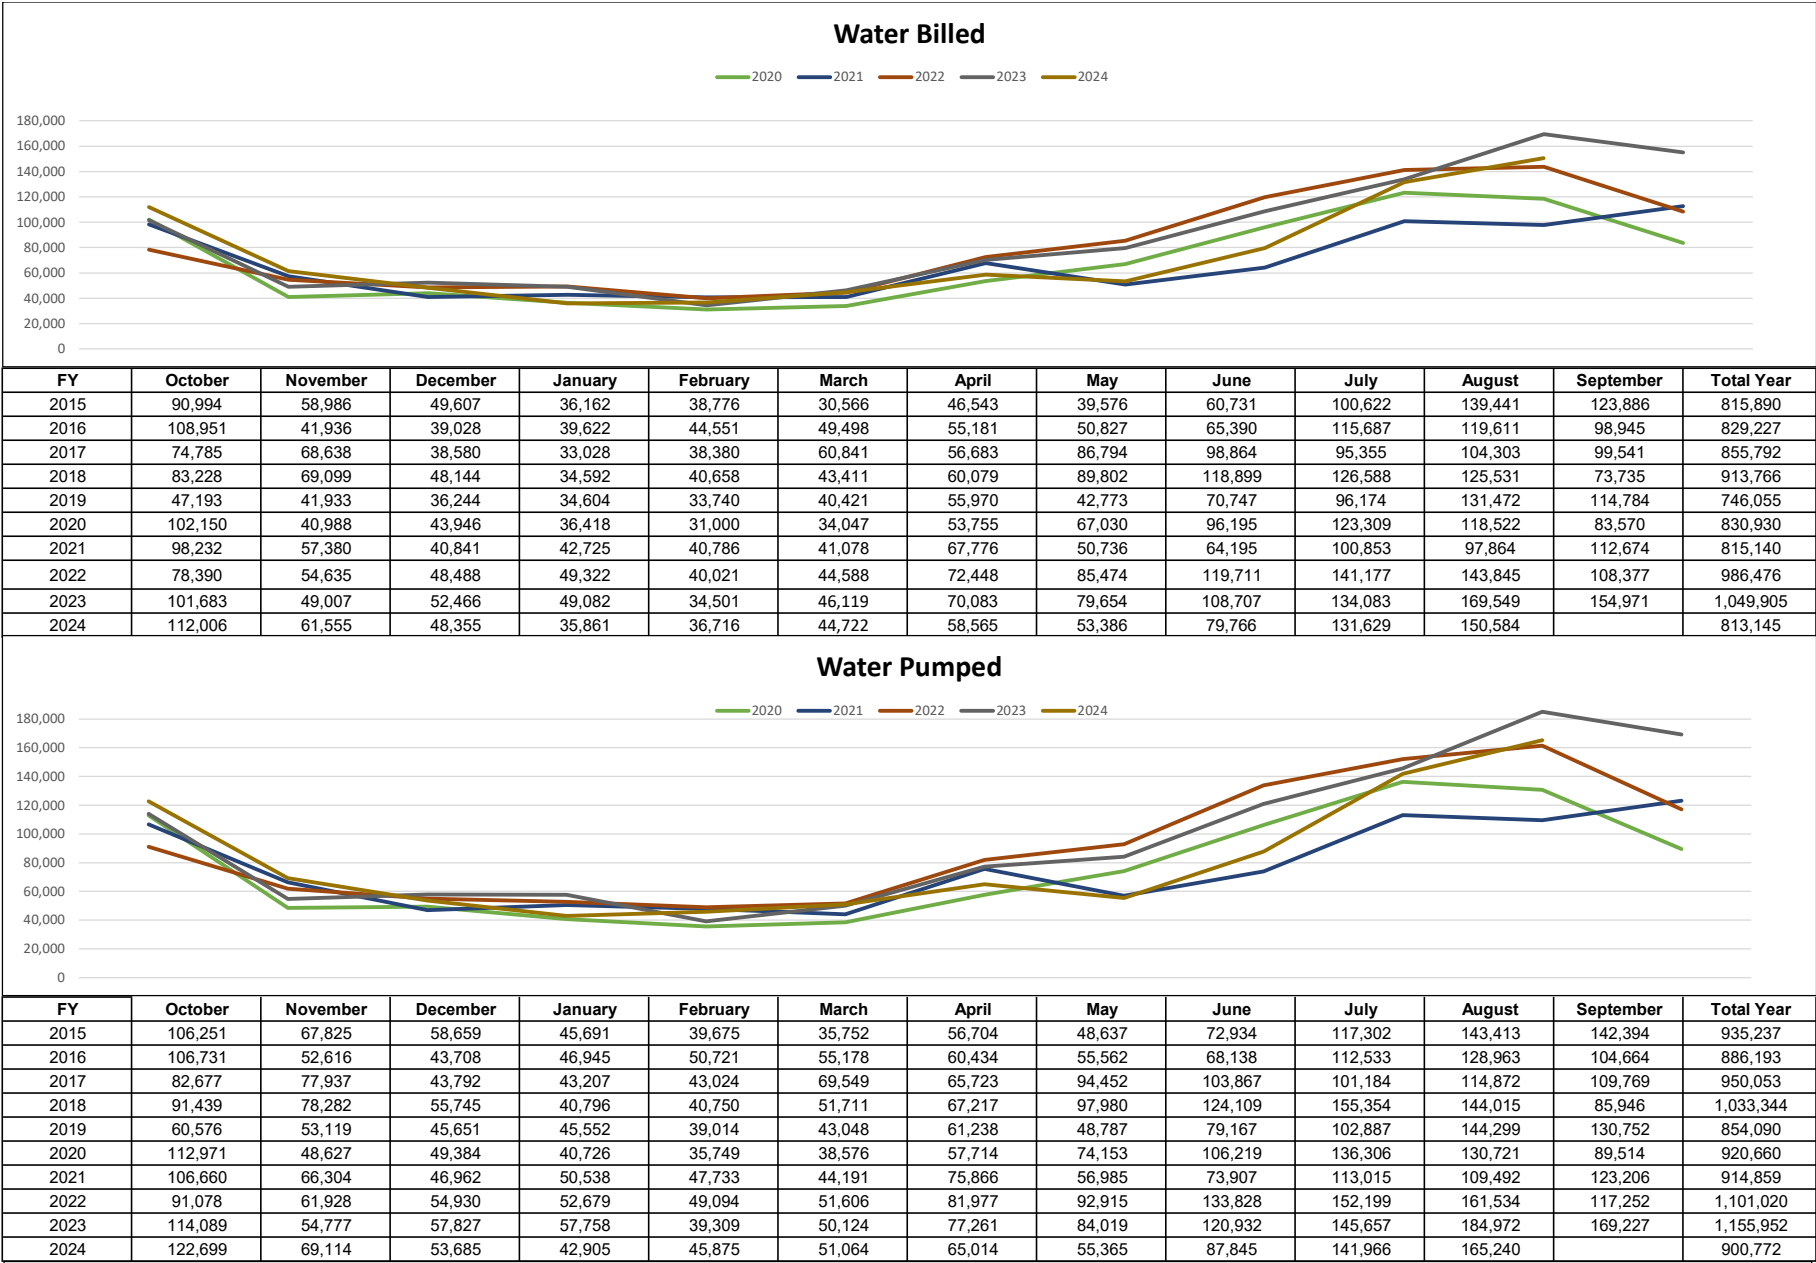 Water Billed
2020 2021 2022 2023 2024
180,000
160,000
140,000
120,000
100,000
80,000
60,000
40,000
20,000
0
FY October November December January February March April May June July August September Total Year
2015 90,994 58,986 49,607 36,162 38,776 30,566 46,543 39,576 60,731 100,622 139,441 123,886 815,890
2016 108,951 41,936 39,028 39,622 44,551 49,498 55,181 50,827 65,390 115,687 119,611 98,945 829,227
2017 74,785 68,638 38,580 33,028 38,380 60,841 56,683 86,794 98,864 95,355 104,303 99,541 855,792
2018 83,228 69,099 48,144 34,592 40,658 43,411 60,079 89,802 118,899 126,588 125,531 73,735 913,766
2019 47,193 41,933 36,244 34,604 33,740 40,421 55,970 42,773 70,747 96,174 131,472 114,784 746,055
2020 102,150 40,988 43,946 36,418 31,000 34,047 53,755 67,030 96,195 123,309 118,522 83,570 830,930
2021 98,232 57,380 40,841 42,725 40,786 41,078 67,776 50,736 64,195 100,853 97,864 112,674 815,140
2022 78,390 54,635 48,488 49,322 40,021 44,588 72,448 85,474 119,711 141,177 143,845 108,377 986,476
2023 101,683 49,007 52,466 49,082 34,501 46,119 70,083 79,654 108,707 134,083 169,549 154,971 1,049,905
2024 112,006 61,555 48,355 35,861 36,716 44,722 58,565 53,386 79,766 131,629 150,584 813,145
Water Pumped
2020 2021 2022 2023 2024
180,000
160,000
140,000
120,000
100,000
80,000
60,000
40,000
20,000
0
FY October November December January February March April May June July August September Total Year
2015 106,251 67,825 58,659 45,691 39,675 35,752 56,704 48,637 72,934 117,302 143,413 142,394 935,237
2016 106,731 52,616 43,708 46,945 50,721 55,178 60,434 55,562 68,138 112,533 128,963 104,664 886,193
2017 82,677 77,937 43,792 43,207 43,024 69,549 65,723 94,452 103,867 101,184 114,872 109,769 950,053
2018 91,439 78,282 55,745 40,796 40,750 51,711 67,217 97,980 124,109 155,354 144,015 85,946 1,033,344
2019 60,576 53,119 45,651 45,552 39,014 43,048 61,238 48,787 79,167 102,887 144,299 130,752 854,090
2020 112,971 48,627 49,384 40,726 35,749 38,576 57,714 74,153 106,219 136,306 130,721 89,514 920,660
2021 106,660 66,304 46,962 50,538 47,733 44,191 75,866 56,985 73,907 113,015 109,492 123,206 914,859
2022 91,078 61,928 54,930 52,679 49,094 51,606 81,977 92,915 133,828 152,199 161,534 117,252 1,101,020
2023 114,089 54,777 57,827 57,758 39,309 50,124 77,261 84,019 120,932 145,657 184,972 169,227 1,155,952
2024 122,699 69,114 53,685 42,905 45,875 51,064 65,014 55,365 87,845 141,966 165,240 900,772